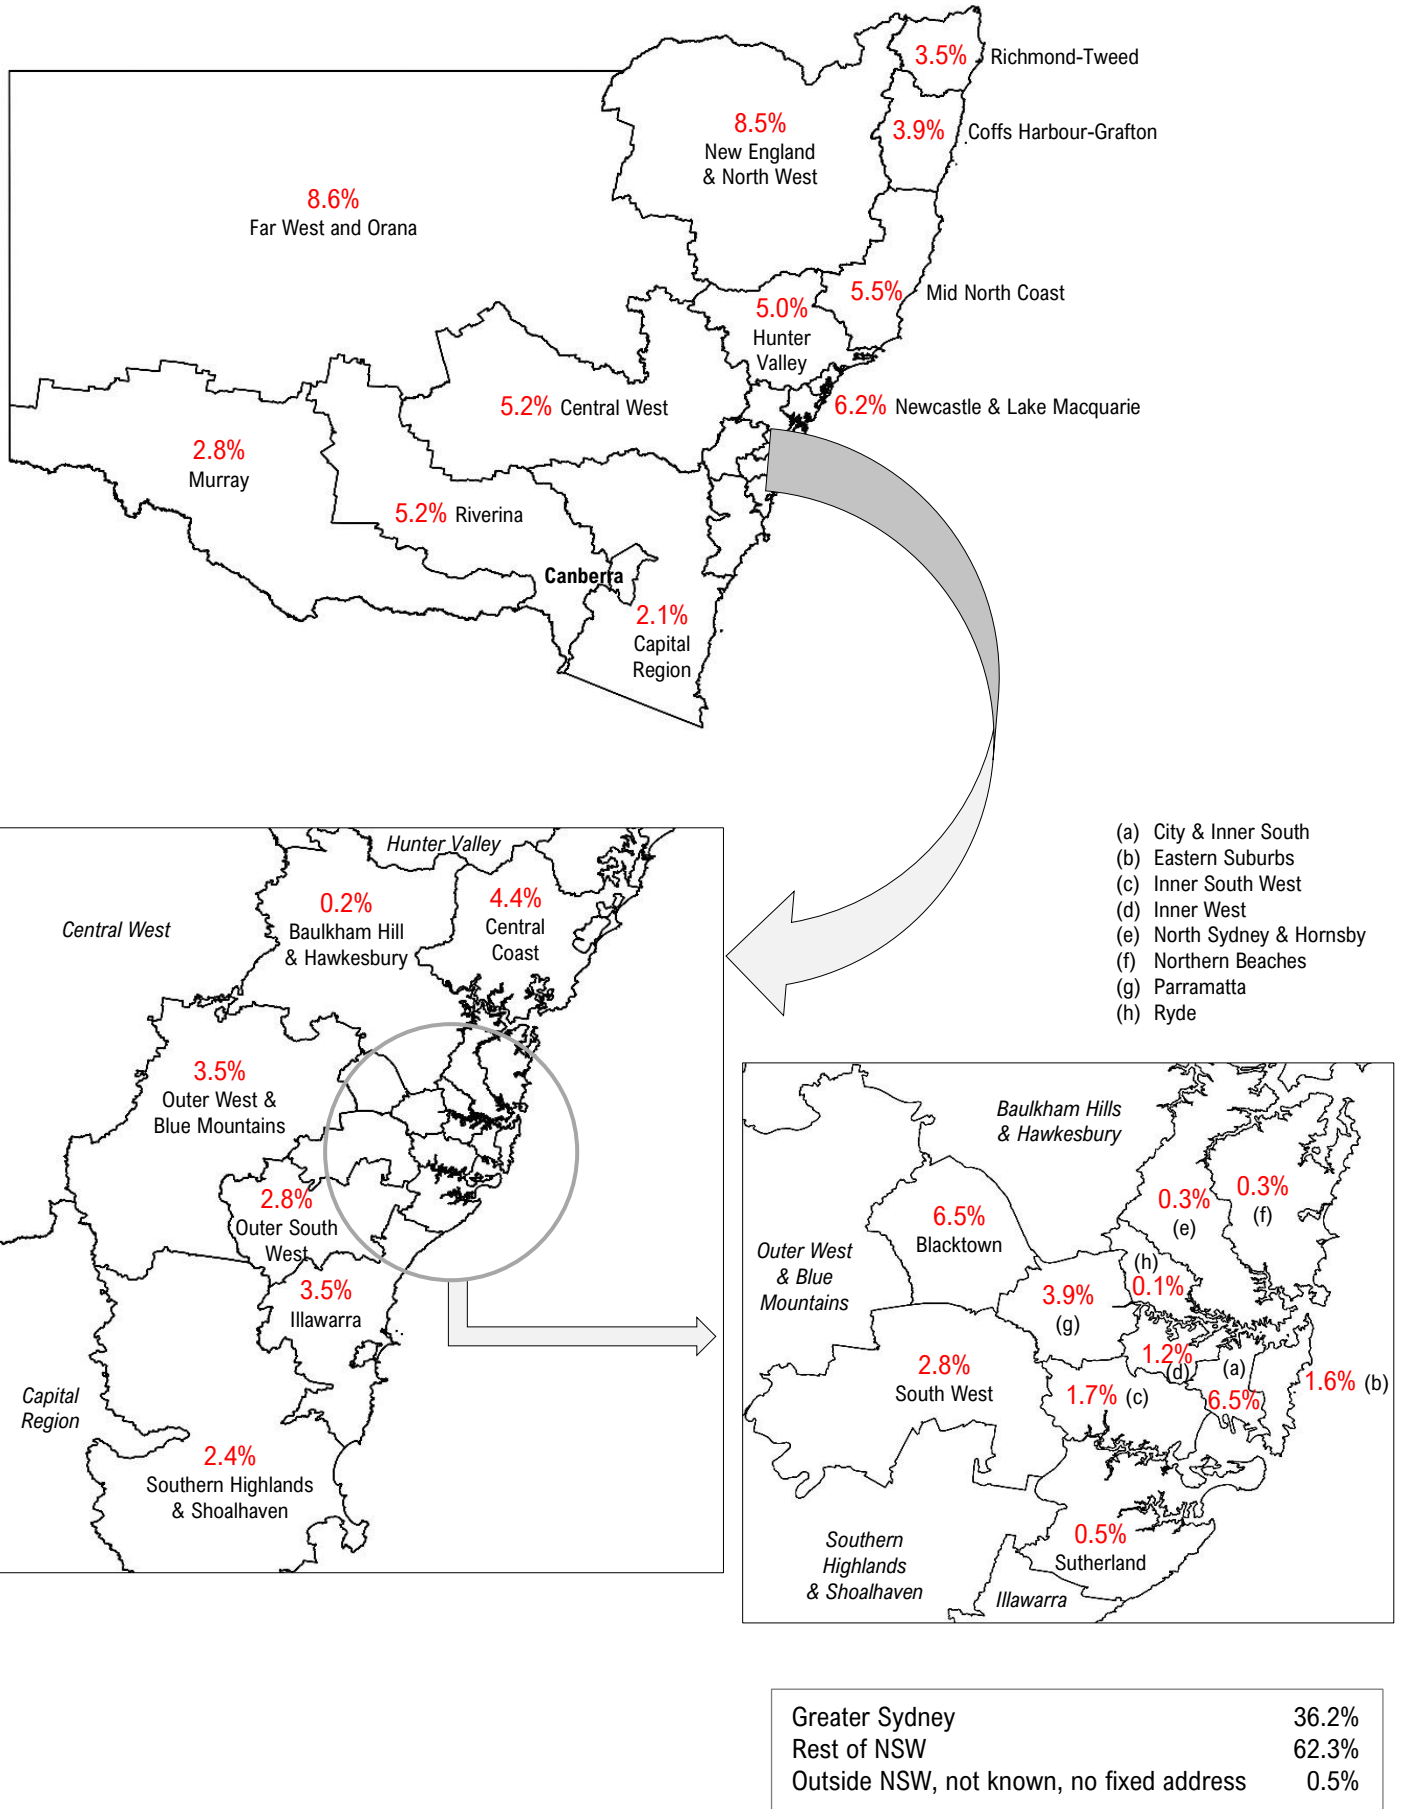 3.5% Richmond-Tweed
8.5%
New England
& North West
3.9% Coffs Harbour-Grafton
8.6%
Far West and Orana
5.5% Mid North Coast
5.0%
Hunter
Valley
5.2% Central West
6.2% Newcastle & Lake Macquarie
2.8%
Murray
5.2% Riverina
Canberra
2.1%
Capital
Region
(a) City & Inner South
(b) Eastern Suburbs
(c) Inner South West
(d) Inner West
(e) North Sydney & Hornsby
(f) Northern Beaches
(g) Parramatta
(h) Ryde
Hunter Valley
Central West
0.2%
Baulkham Hill
& Hawkesbury
4.4%
Central
Coast
3.5%
Outer West &
Blue Mountains
2.8%
Outer South
West
3.5%
Illawarra
Capital
Region
2.4%
Southern Highlands
& Shoalhaven
Baulkham Hills
& Hawkesbury
0.3%
(e)
0.3%
(f)
6.5%
Blacktown
Outer West
& Blue
Mountains
(h)
0.1%
3.9%
(g)
1.2%
(d)
(a)
6.5%
1.6% (b)
2.8%
South West
1.7% (c)
0.5%
Sutherland
Southern
Highlands
& Shoalhaven
Illawarra
Greater Sydney 36.2%
Rest of NSW 62.3%
Outside NSW, not known, no fixed address 0.5%